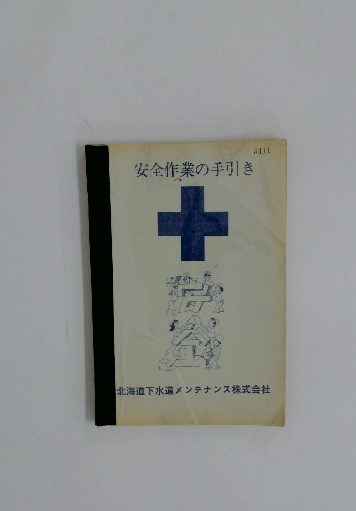 安全作業の手引き
安
全
北海道下水道メンテナンス株式会社